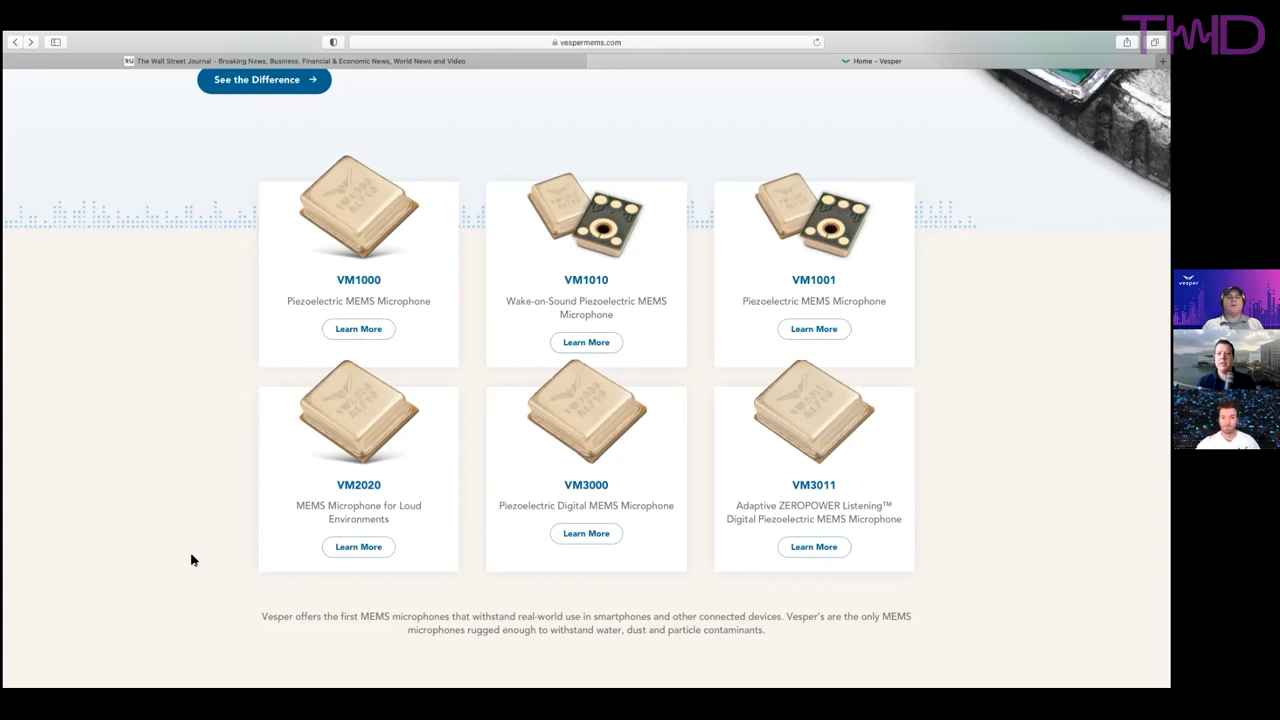 TWD
vespermems.com
WSJ The Wall Street Journal - Breaking News, Business, Financial & Economic News, World News and Video
Home – Vesper
See the Difference →
VM1000
Piezoelectric MEMS Microphone
Learn More
VM1010
Wake-on-Sound Piezoelectric MEMS
Microphone
Learn More
VM1001
Piezoelectric MEMS Microphone
Learn More
vesper
VM2020
MEMS Microphone for Loud
Environments
Learn More
VM3000
Piezoelectric Digital MEMS Microphone
Learn More
VM3011
Adaptive ZEROPOWER Listening™
Digital Piezoelectric MEMS Microphone
Learn More
Vesper offers the first MEMS microphones that withstand real-world use in smartphones and other connected devices. Vesper's are the only MEMS
microphones rugged enough to withstand water, dust and particle contaminants.